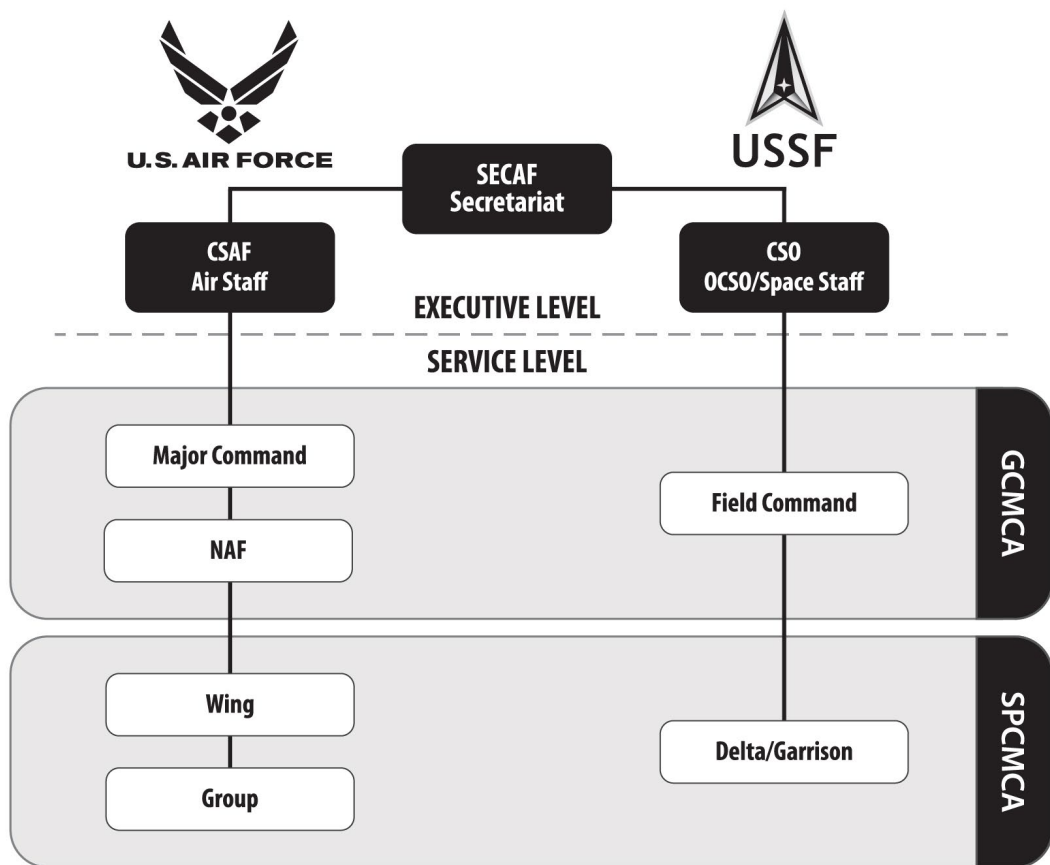 U.S. AIR FORCE
USSF
SECAF
Secretariat
CSAF
Air Staff
CSO
OCSO/Space Staff
EXECUTIVE LEVEL
SERVICE LEVEL
Major Command
NAF
Field Command
GCMCA
Wing
Group
Delta/Garrison
SPCMCA